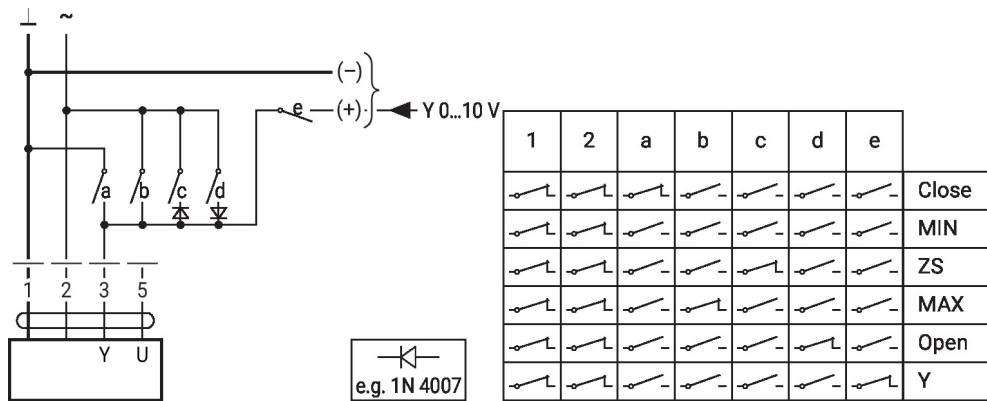 ⊥ ~
(–)
e (+) Y 0...10 V
a b c d
1 2 3 5
Y U
e.g. 1N 4007
1 2 a b c d e
Close
MIN
ZS
MAX
Open
Y